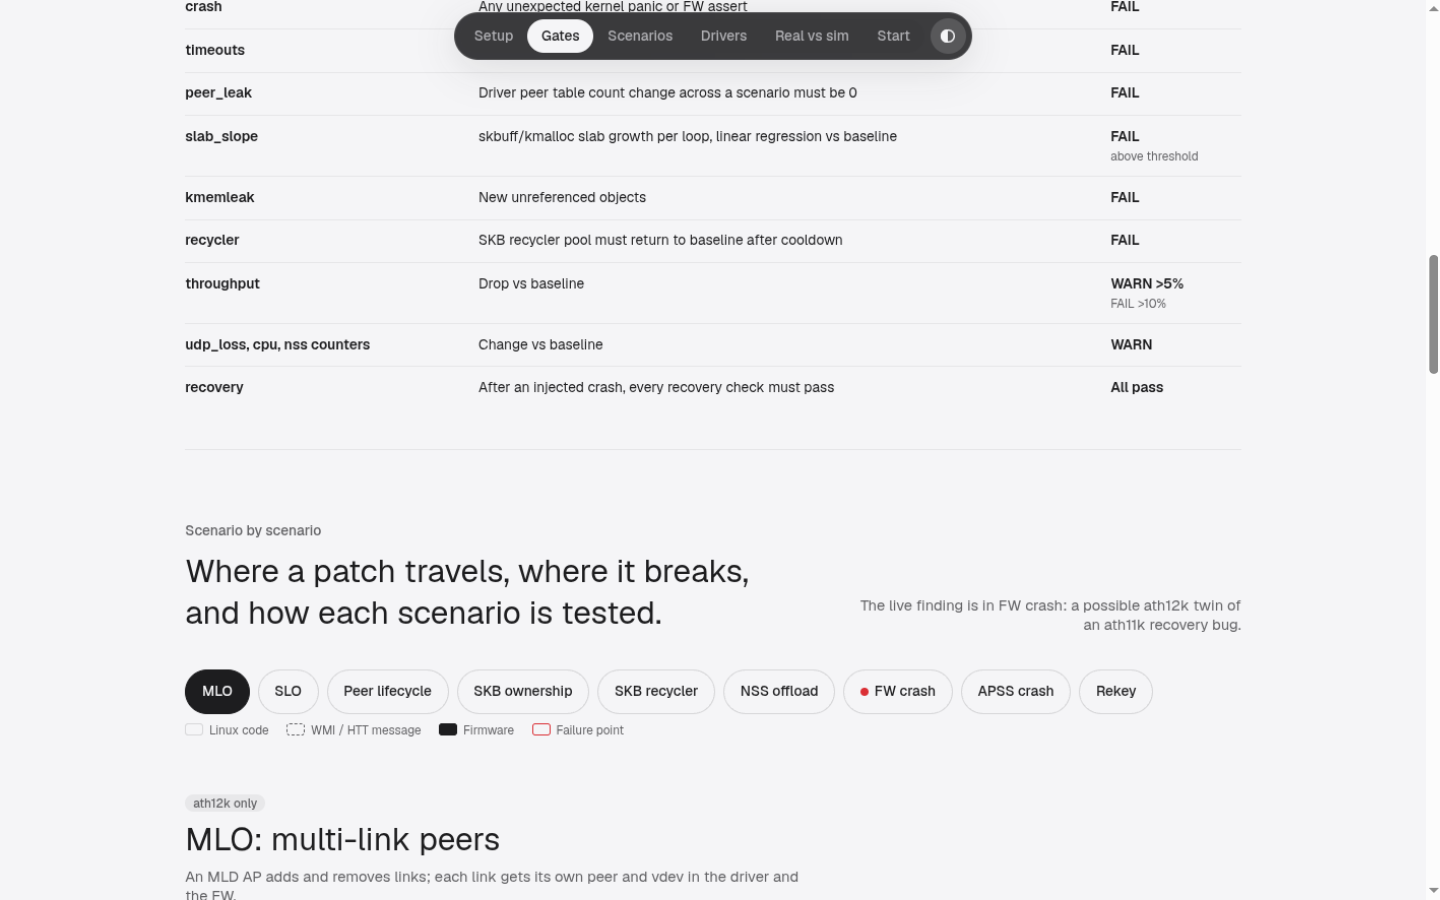 crash Any unexpected kernel panic or FW assert FAIL
Setup Gates Scenarios Drivers Real vs sim Start
timeouts FAIL
peer_leak Driver peer table count change across a scenario must be 0 FAIL
slab_slope skbuff/kmalloc slab growth per loop, linear regression vs baseline FAIL
above threshold
kmemleak New unreferenced objects FAIL
recycler SKB recycler pool must return to baseline after cooldown FAIL
throughput Drop vs baseline WARN >5%
FAIL >10%
udp_loss, cpu, nss counters Change vs baseline WARN
recovery After an injected crash, every recovery check must pass All pass
Scenario by scenario
Where a patch travels, where it breaks,
and how each scenario is tested.
The live finding is in FW crash: a possible ath12k twin of
an ath11k recovery bug.
MLO SLO Peer lifecycle SKB ownership SKB recycler NSS offload FW crash APSS crash Rekey
Linux code WMI / HTT message Firmware Failure point
ath12k only
MLO: multi-link peers
An MLD AP adds and removes links; each link gets its own peer and vdev in the driver and
the FW.